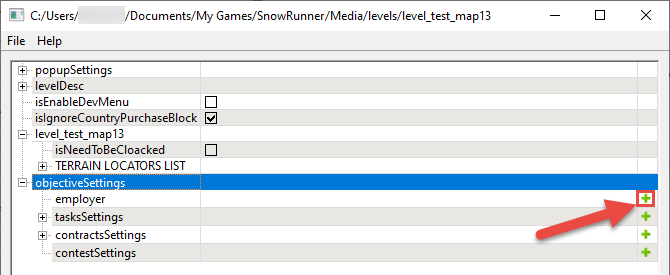 C:/Users/ /Documents/My Games/SnowRunner/Media/levels/level_test_map13
File Help
popupSettings
levelDesc
isEnableDevMenu
isIgnoreCountryPurchaseBlock
level_test_map13
isNeedToBeCloacked
TERRAIN LOCATORS LIST
objectiveSettings
employer
tasksSettings
contractsSettings
contestSettings